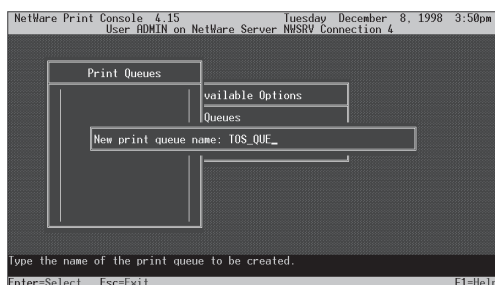 NetWare Print Console 4.15 Tuesday December 8, 1998 3:50pm
User ADMIN on NetWare Server NWSRV Connection 4
Print Queues
vailable Options
Queues
New print queue name: TOS_QUE_
Type the name of the print queue to be created.
Enter=Select Esc=Exit F1=Help